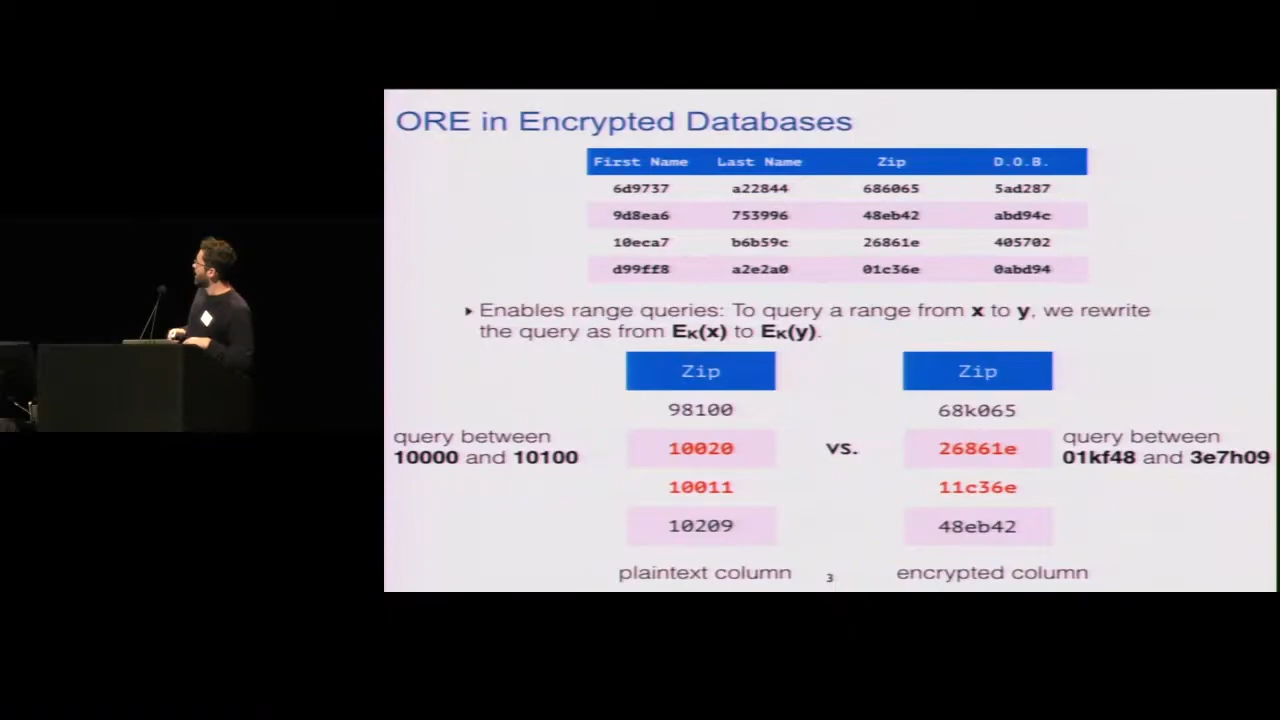 ORE in Encrypted Databases
First Name Last Name Zip D.O.B.
6d9737 a22844 686065 5ad287
9d8ea6 753996 48eb42 abd94c
10eca7 b6b59c 26861e 405702
d99ff8 a2e2a0 01c36e 0abd94
▸ Enables range queries: To query a range from x to y, we rewrite
the query as from Eᴋ(x) to Eᴋ(y).
Zip Zip
98100 68k065
query between
10000 and 10100
10020 vs. 26861e
query between
01kf48 and 3e7h09
10011 11c36e
10209 48eb42
plaintext column 3 encrypted column